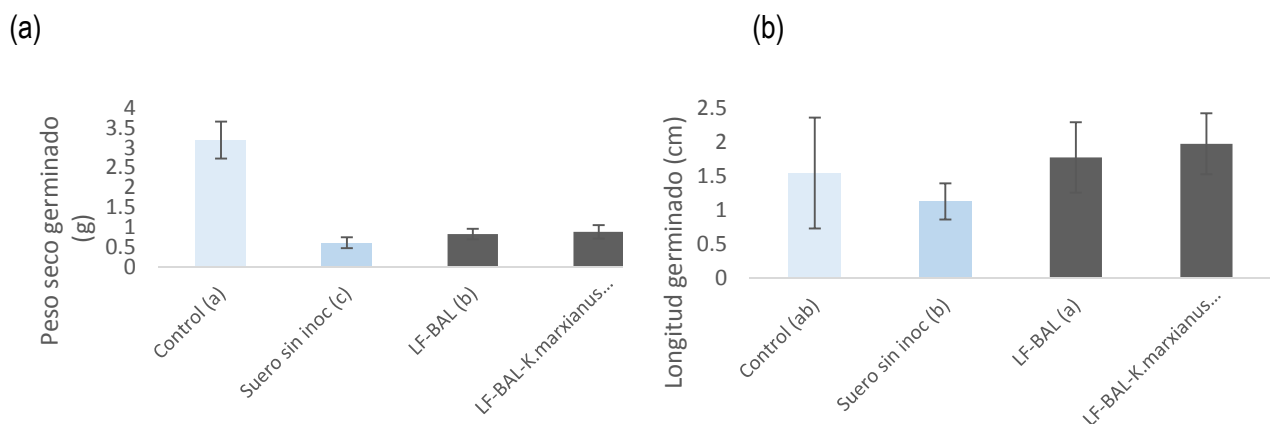 (a)
Peso seco germinado
(g)
4
3.5
3
2.5
2
1.5
1
0.5
0
Control (a)
Suero sin inoc (c)
LF-BAL (b)
LF-BAL-K.marxianus...
(b)
Longitud germinado (cm)
2.5
2
1.5
1
0.5
0
Control (ab)
Suero sin inoc (b)
LF-BAL (a)
LF-BAL-K.marxianus...